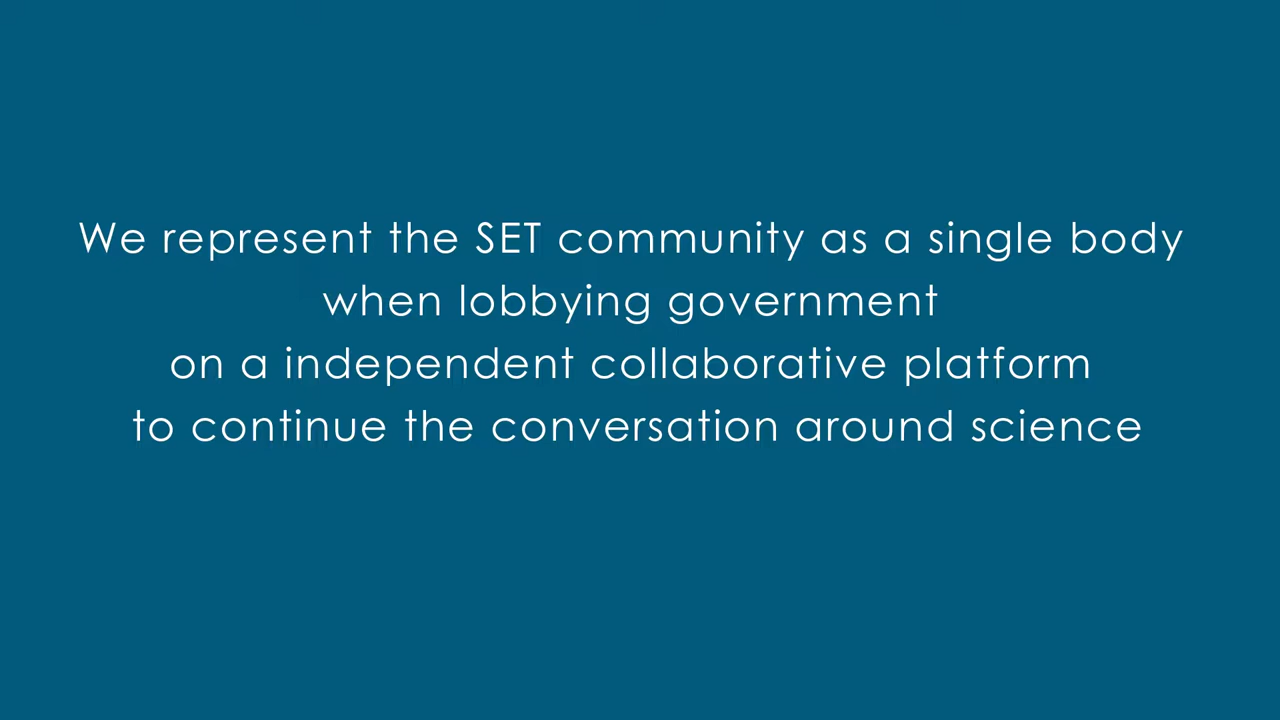 We represent the SET community as a single body
when lobbying government
on a independent collaborative platform
to continue the conversation around science